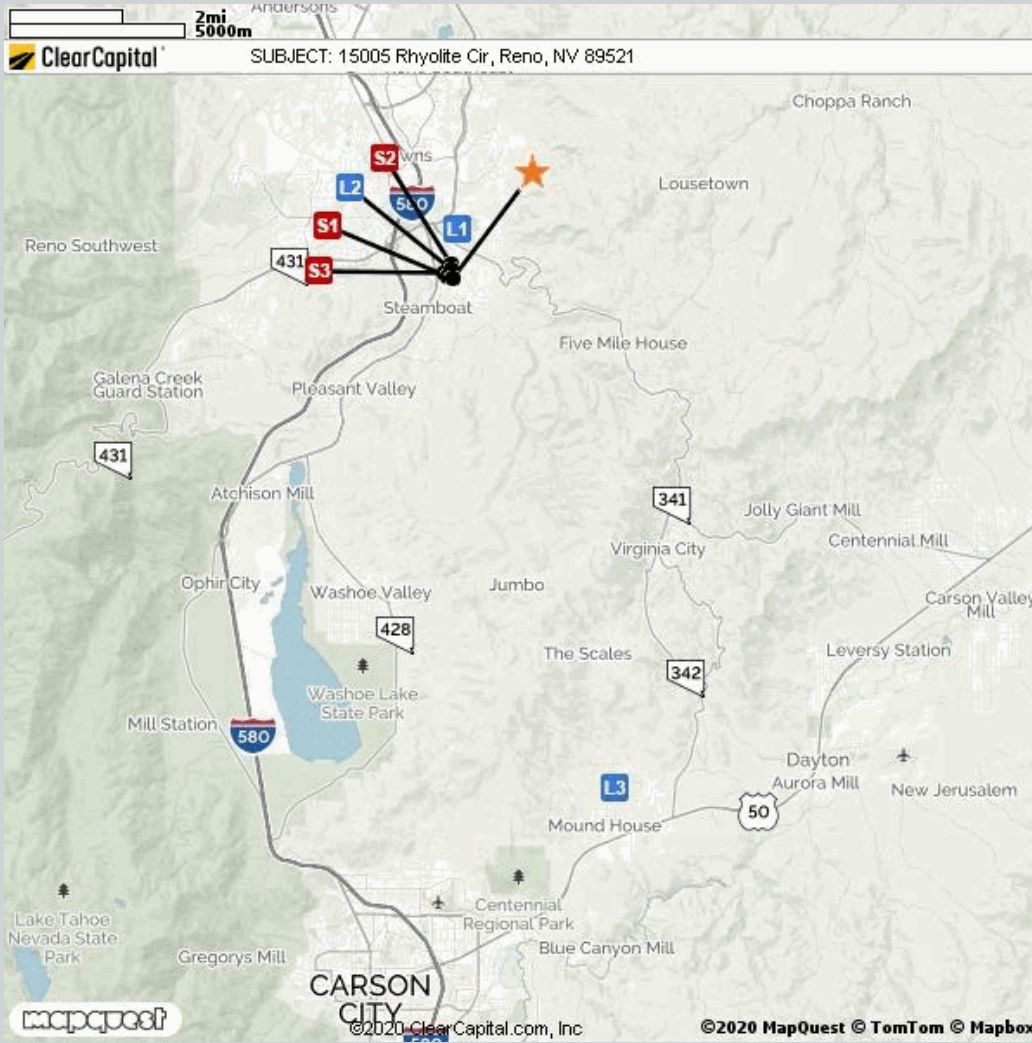 Andersons
2mi
5000m
ClearCapital
SUBJECT: 15005 Rhyolite Cir, Reno, NV 89521
Choppa Ranch
S2
wns
L2
580
Lousetown
S1
L1
Reno Southwest
431
S3
Steamboat
Five Mile House
Galena Creek
Guard Station
Pleasant Valley
431
Atchison Mill
341
Jolly Giant Mill
Virginia City
Centennial Mill
Ophir City
Washoe Valley
Jumbo
Carson Valley
Mill
428
The Scales
Leversy Station
342
Washoe Lake
State Park
Mill Station
580
Dayton
L3
Aurora Mill
New Jerusalem
50
Mound House
Centennial
Regional Park
Lake Tahoe
Nevada State
Park
Gregorys Mill
Blue Canyon Mill
CARSON
CITY
mapquest
©2020 ClearCapital.com, Inc
©2020 MapQuest © TomTom © Mapbox
580